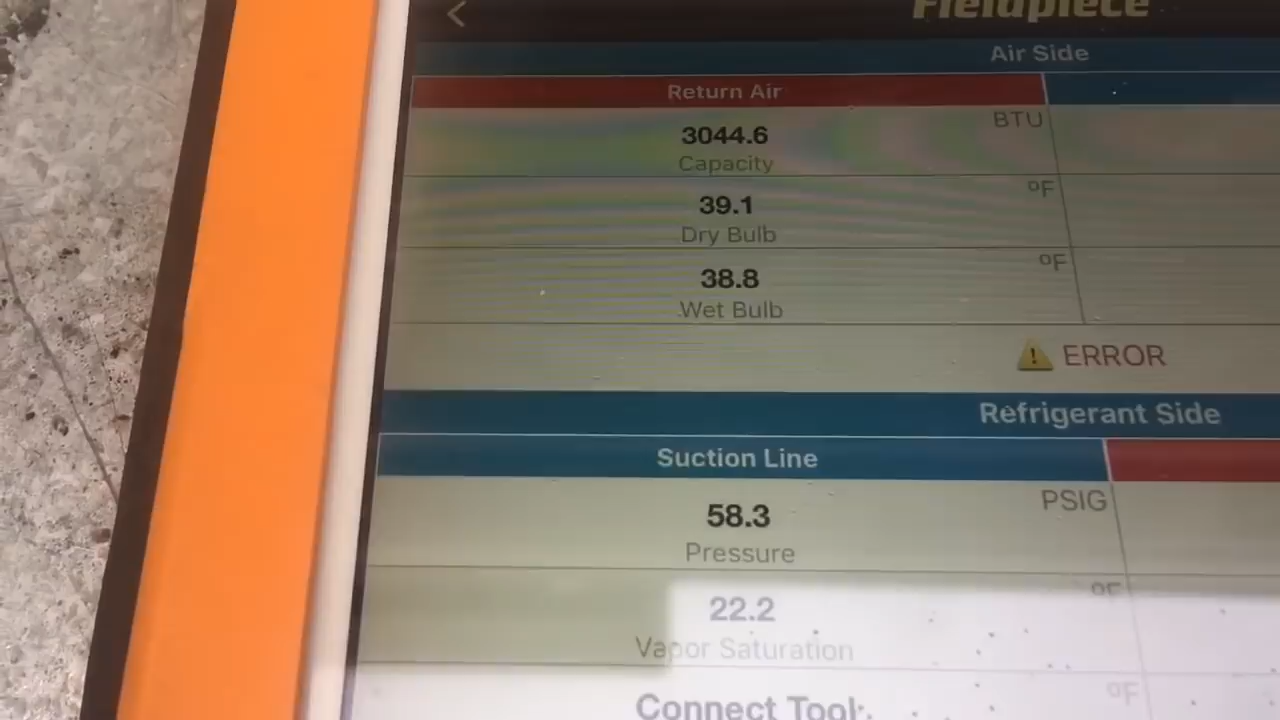 <
Fieldpiece
Air Side
Return Air
3044.6 BTU
Capacity
39.1 °F
Dry Bulb
38.8 °F
Wet Bulb
⚠ ERROR
Refrigerant Side
Suction Line
58.3 PSIG
Pressure
22.2 °F
Vapor Saturation
Connect Tool °F